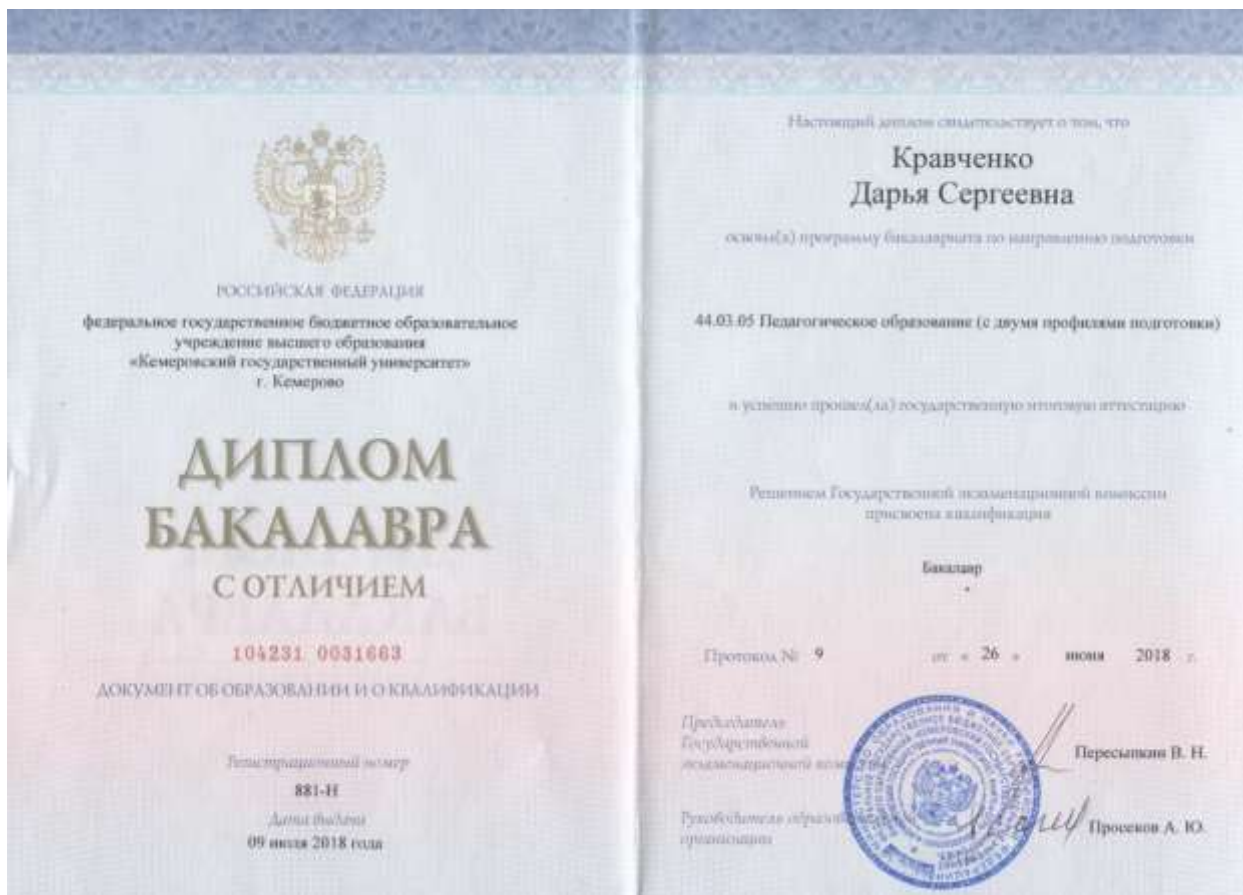 РОССИЙСКАЯ ФЕДЕРАЦИЯ
федеральное государственное бюджетное образовательное
учреждение высшего образования
«Кемеровский государственный университет»
г. Кемерово
ДИПЛОМ
БАКАЛАВРА
С ОТЛИЧИЕМ
104231 0031663
ДОКУМЕНТ ОБ ОБРАЗОВАНИИ И О КВАЛИФИКАЦИИ
Регистрационный номер
881-Н
Дата выдачи
09 июля 2018 года
Настоящий диплом свидетельствует о том, что
Кравченко
Дарья Сергеевна
освоил(а) программу бакалавриата по направлению подготовки
44.03.05 Педагогическое образование (с двумя профилями подготовки)
и успешно прошел(ла) государственную итоговую аттестацию
Решением Государственной экзаменационной комиссии
присвоена квалификация
Бакалавр
Протокол № 9 от « 26 » июня 2018 г.
Председатель
Государственной
экзаменационной
Пересыпкин В. Н.
Руководитель
организации
Просеков А. Ю.